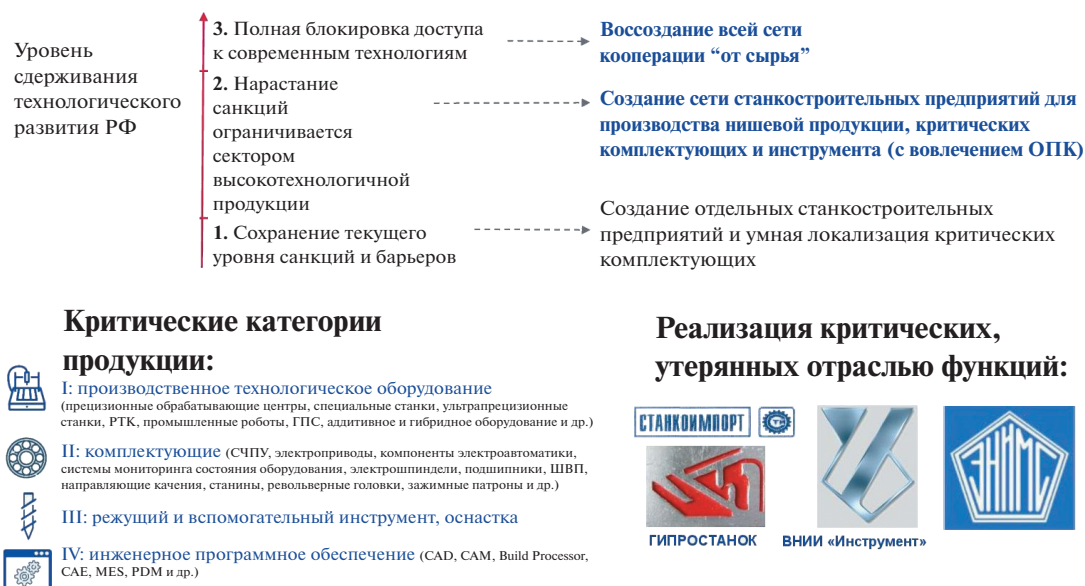 Уровень
сдерживания
технологического
развития РФ
3. Полная блокировка доступа
к современным технологиям
2. Нарастание
санкций
ограничивается
сектором
высокотехнологичной
продукции
1. Сохранение текущего
уровня санкций и барьеров
Воссоздание всей сети
кооперации “от сырья”
Создание сети станкостроительных предприятий для
производства нишевой продукции, критических
комплектующих и инструмента (с вовлечением ОПК)
Создание отдельных станкостроительных
предприятий и умная локализация критических
комплектующих
Критические категории
продукции:
I: производственное технологическое оборудование
(прецизионные обрабатывающие центры, специальные станки, ультрапрецизионные
станки, РТК, промышленные роботы, ГПС, аддитивное и гибридное оборудование и др.)
II: комплектующие (СЧПУ, электроприводы, компоненты электроавтоматики,
системы мониторинга состояния оборудования, электрошпиндели, подшипники, ШВП,
направляющие качения, станины, револьверные головки, зажимные патроны и др.)
III: режущий и вспомогательный инструмент, оснастка
IV: инженерное программное обеспечение (CAD, CAM, Build Processor,
CAE, MES, PDM и др.)
Реализация критических,
утерянных отраслью функций:
СТАНКОИМПОРТ
ГИПРОСТАНОК
ВНИИ «Инструмент»
ЭНИМС